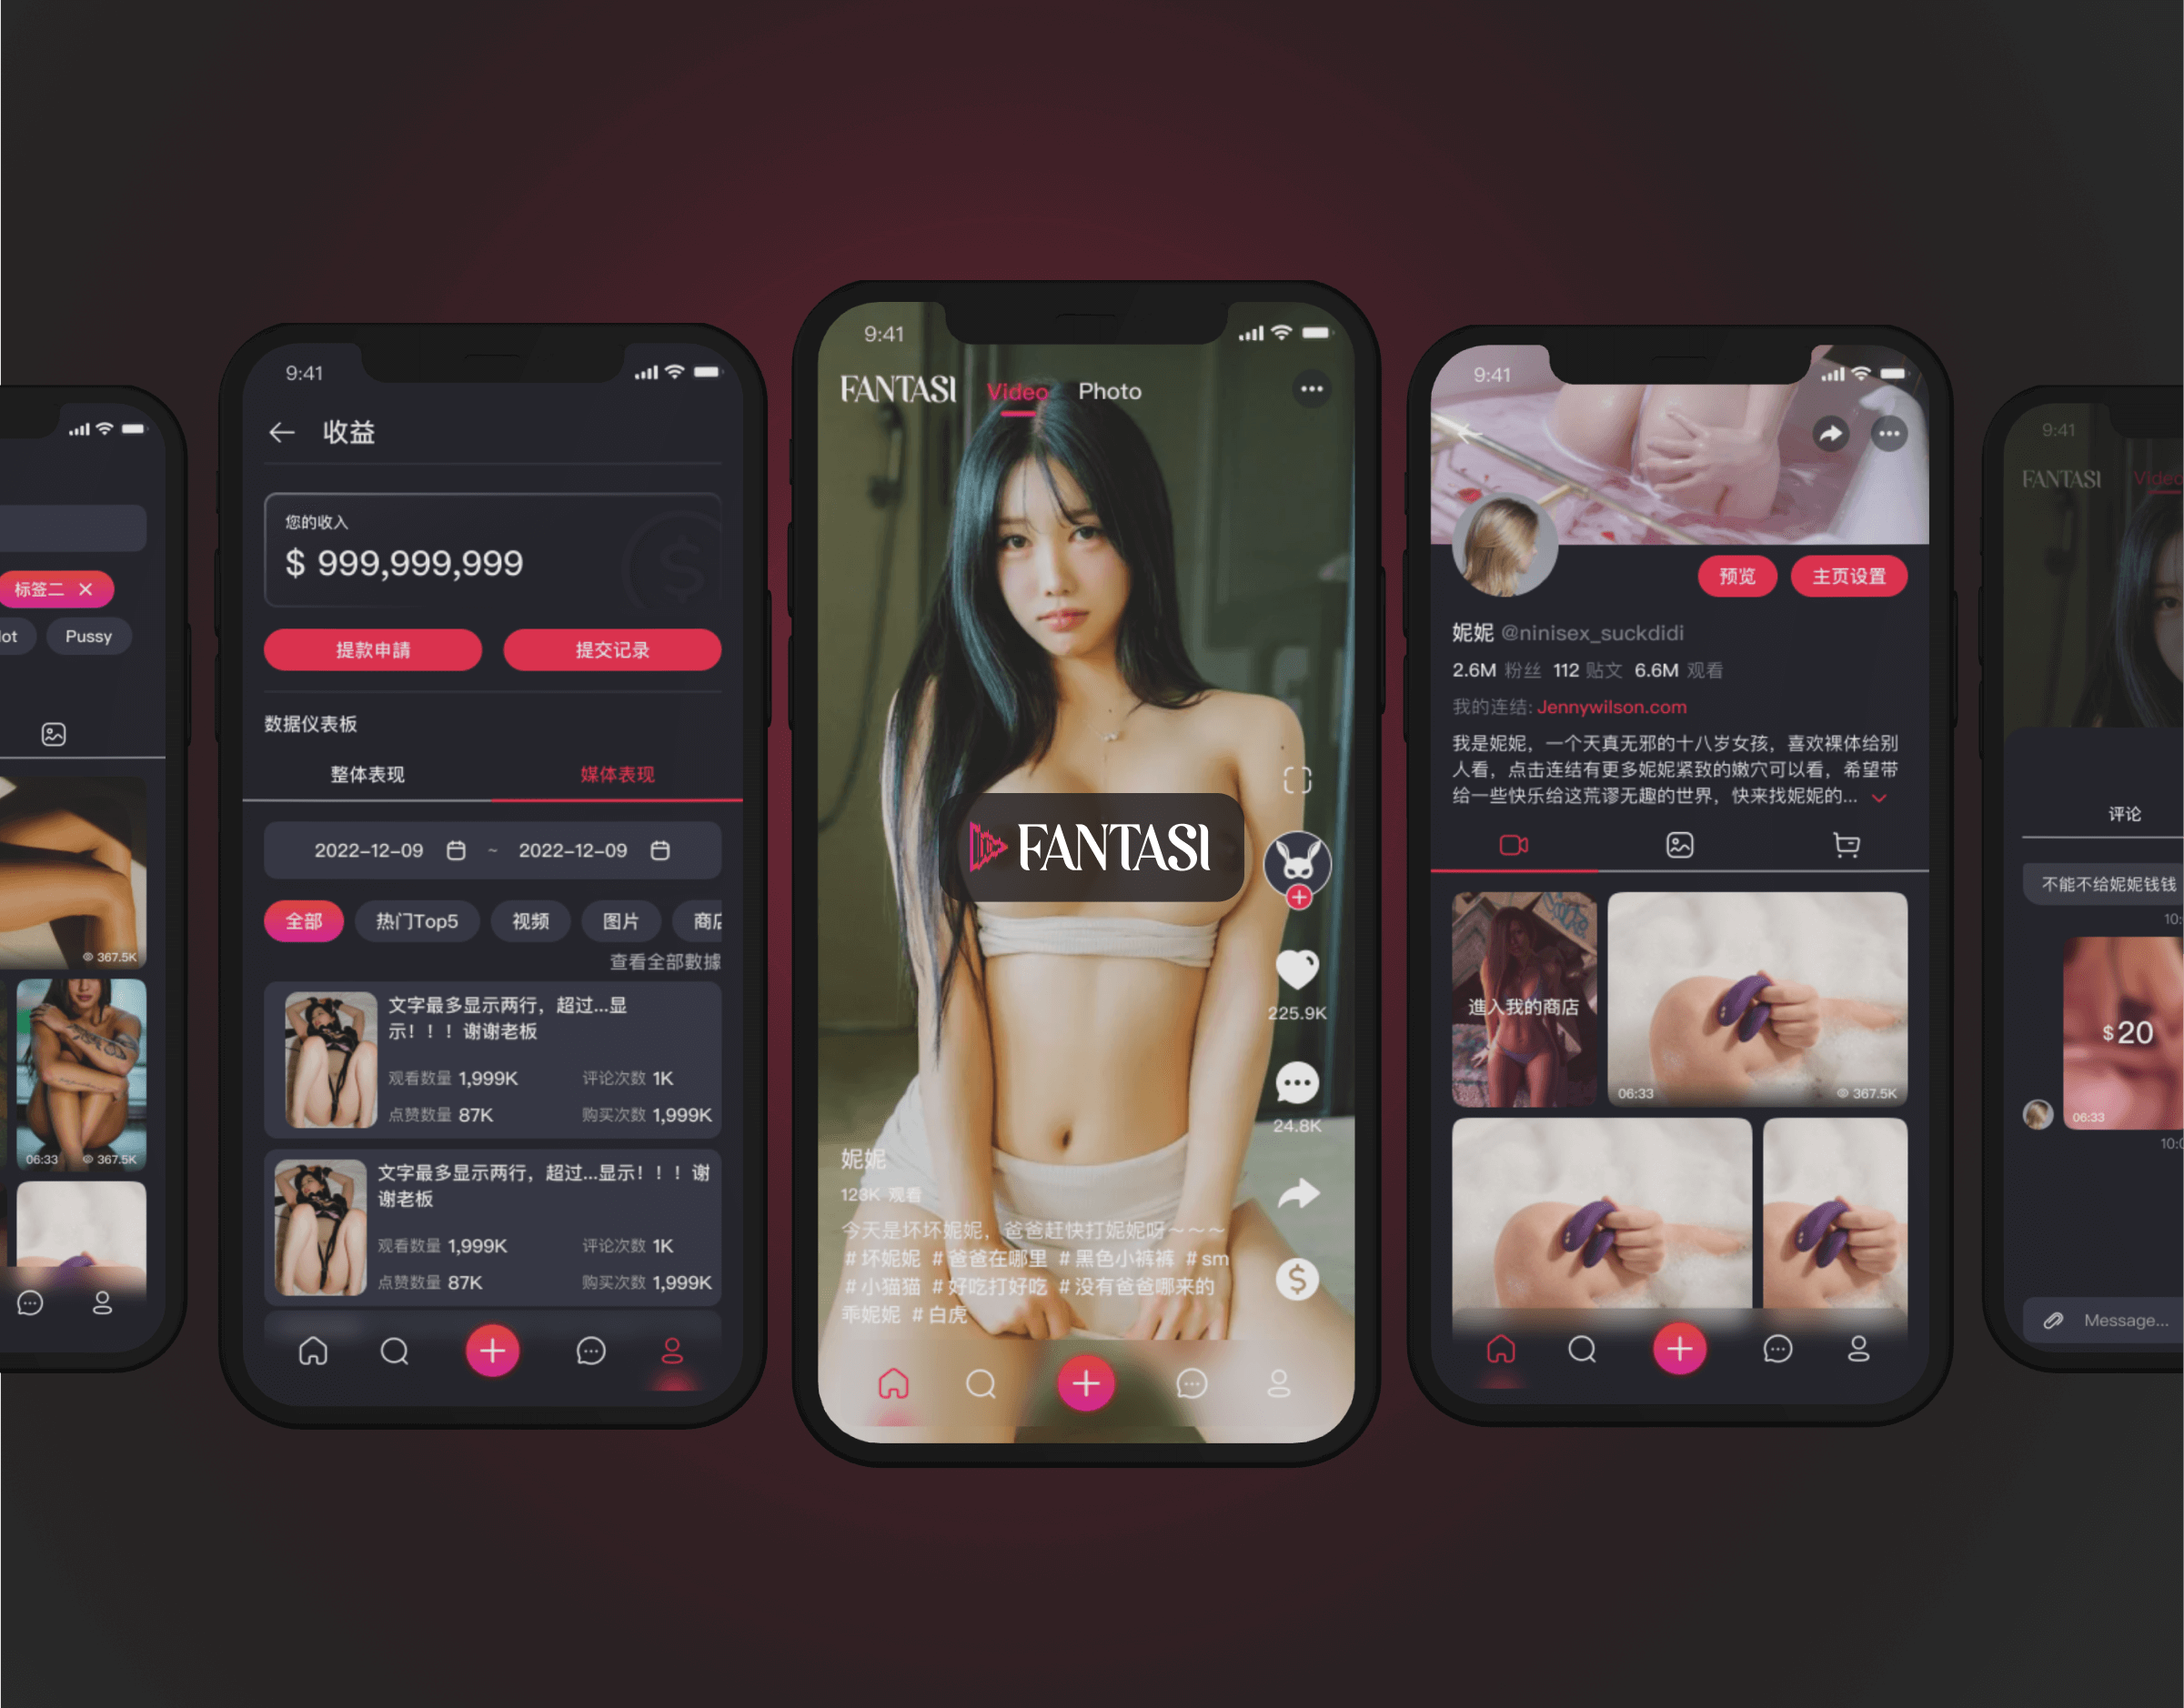 标签二 ×
ot
Pussy
367.5K
06:33 367.5K
9:41
收益
您的收入
$ 999,999,999
提款申請
提交记录
数据仪表板
整体表现
媒体表现
2022-12-09 ~ 2022-12-09
全部
热门Top5
视频
图片
商店
查看全部數據
文字最多显示两行，超过...显
示！！！谢谢老板
观看数量 1,999K 评论次数 1K
点赞数量 87K 购买次数 1,999K
文字最多显示两行，超过...显示！！！谢
谢老板
观看数量 1,999K 评论次数 1K
点赞数量 87K 购买次数 1,999K
9:41
FANTASI Video Photo
FANTASI
225.9K
24.8K
妮妮
123K 观看
今天是坏坏妮妮，爸爸赶快打妮妮呀～～～
#坏妮妮 #爸爸在哪里 #黑色小裤裤 #sm
#小猫猫 #好吃打好吃 #没有爸爸哪来的
乖妮妮 #白虎
9:41
预览
主页设置
妮妮 @ninisex_suckdidi
2.6M 粉丝 112 贴文 6.6M 观看
我的连结: Jennywilson.com
我是妮妮，一个天真无邪的十八岁女孩，喜欢裸体给别
人看，点击连结有更多妮妮紧致的嫩穴可以看，希望带
给一些快乐给这荒谬无趣的世界，快来找妮妮的...
進入我的商店
06:33 367.5K
9:41
FANTASI Video
评论
不能不给妮妮钱钱
10:
$20
06:33
10:0
Message...